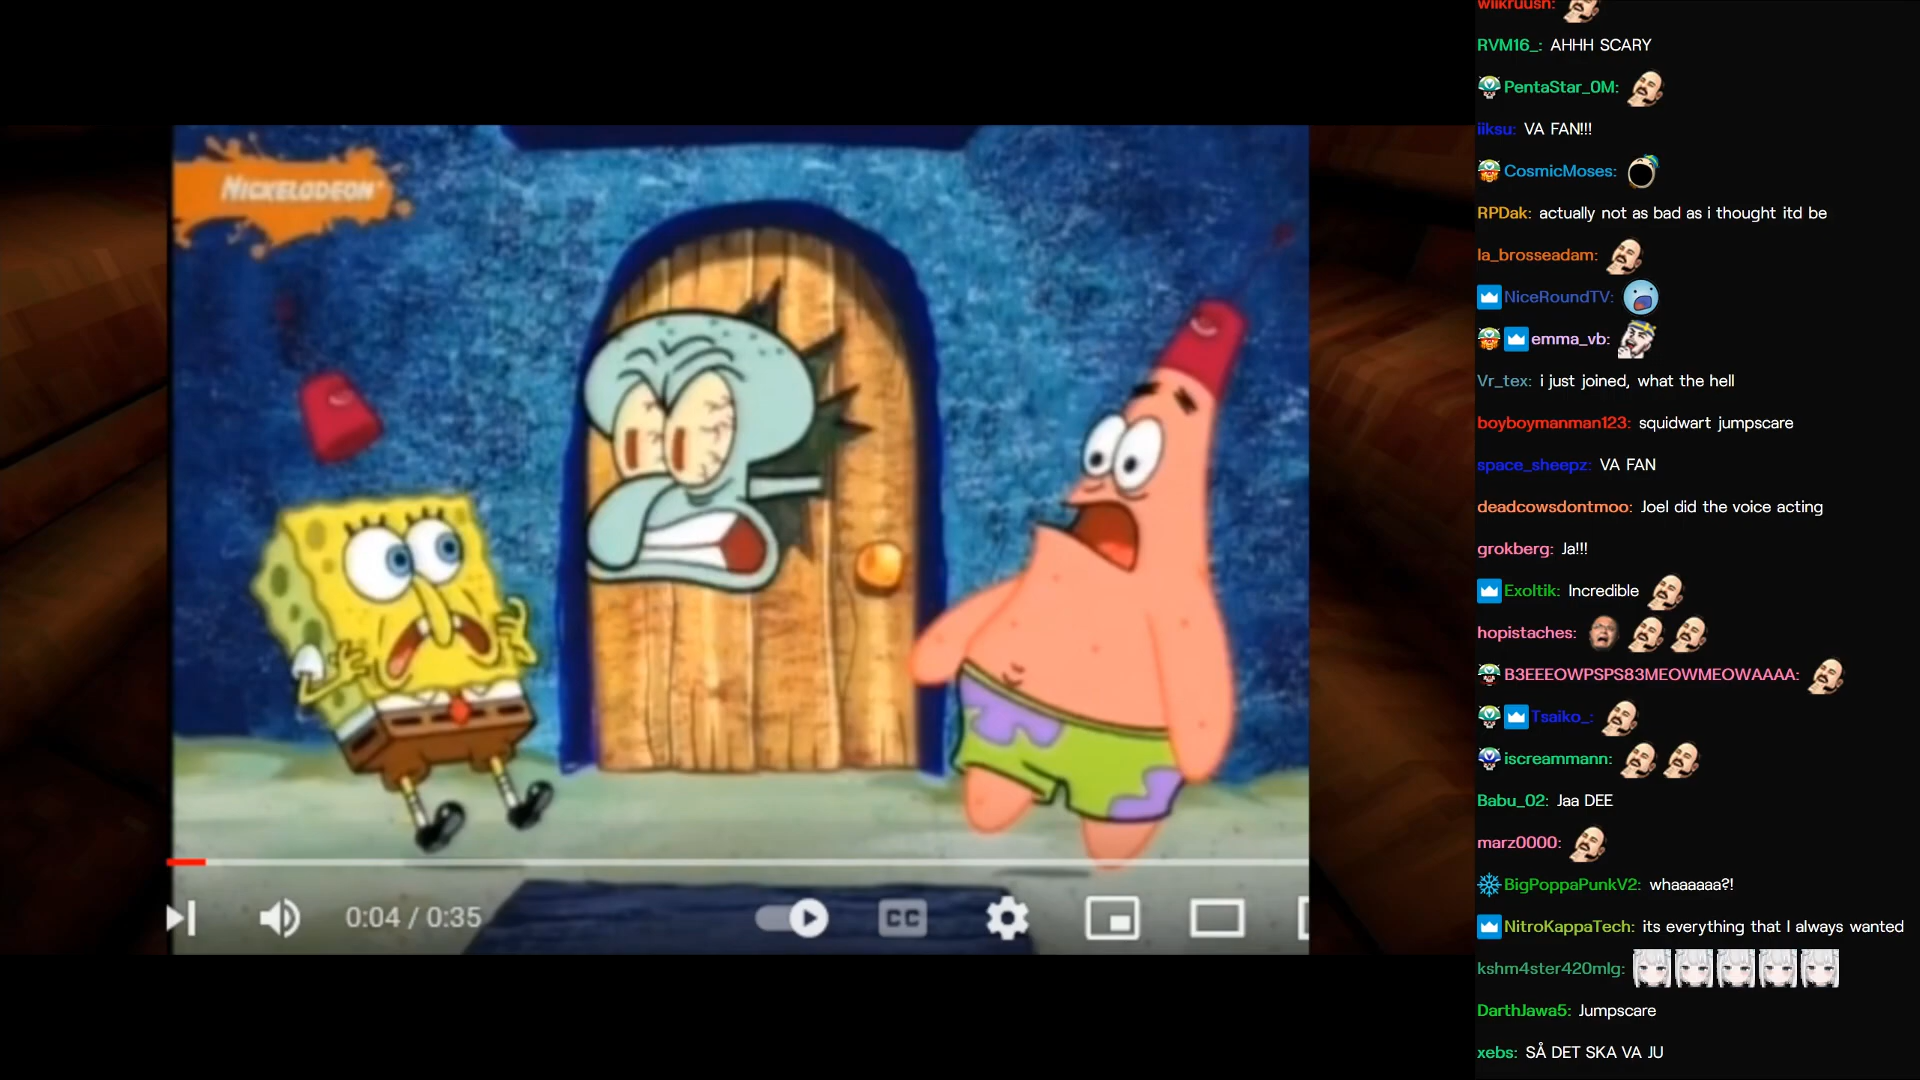 NICKELODEON
0:04 / 0:35
CC
wiikruush:
RVM16_: AHHH SCARY
PentaStar_0M:
iiksu: VA FAN!!!
CosmicMoses:
RPDak: actually not as bad as i thought itd be
la_brosseadam:
NiceRoundTV:
emma_vb:
Vr_tex: i just joined, what the hell
boyboymanman123: squidwart jumpscare
space_sheepz: VA FAN
deadcowsdontmoo: Joel did the voice acting
grokberg: Ja!!!
Exoltik: Incredible
hopistaches:
B3EEEOWPSPS83MEOWMEOWAAAA:
Tsaiko_:
iscreammann:
Babu_02: Jaa DEE
marz0000:
BigPoppaPunkV2: whaaaaaa?!
NitroKappaTech: its everything that I always wanted
kshm4ster420mlg:
DarthJawa5: Jumpscare
xebs: SÅ DET SKA VA JU